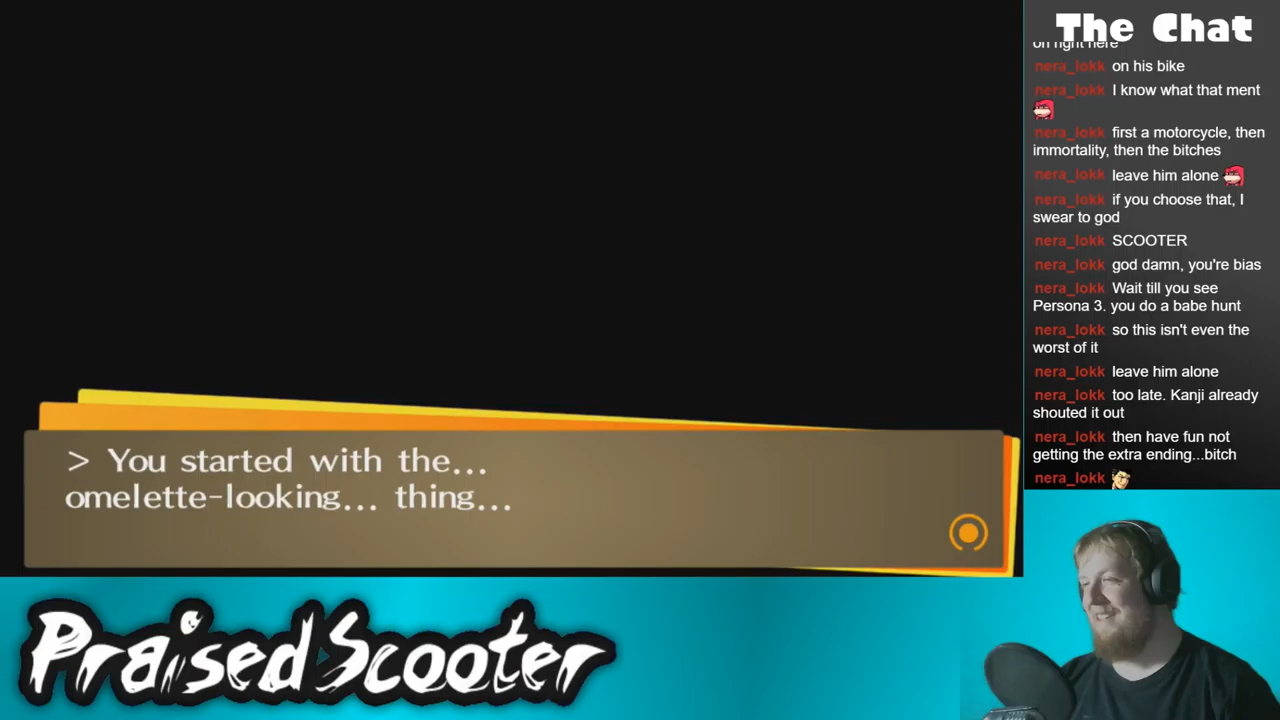 The Chat
on right here
nera_lokk on his bike
nera_lokk I know what that ment
nera_lokk first a motorcycle, then
immortality, then the bitches
nera_lokk leave him alone
nera_lokk if you choose that, I
swear to god
nera_lokk SCOOTER
nera_lokk god damn, you're bias
nera_lokk Wait till you see
Persona 3. you do a babe hunt
nera_lokk so this isn't even the
worst of it
nera_lokk leave him alone
nera_lokk too late. Kanji already
shouted it out
nera_lokk then have fun not
getting the extra ending...bitch
nera_lokk
> You started with the...
omelette-looking... thing...
PraisedScooter